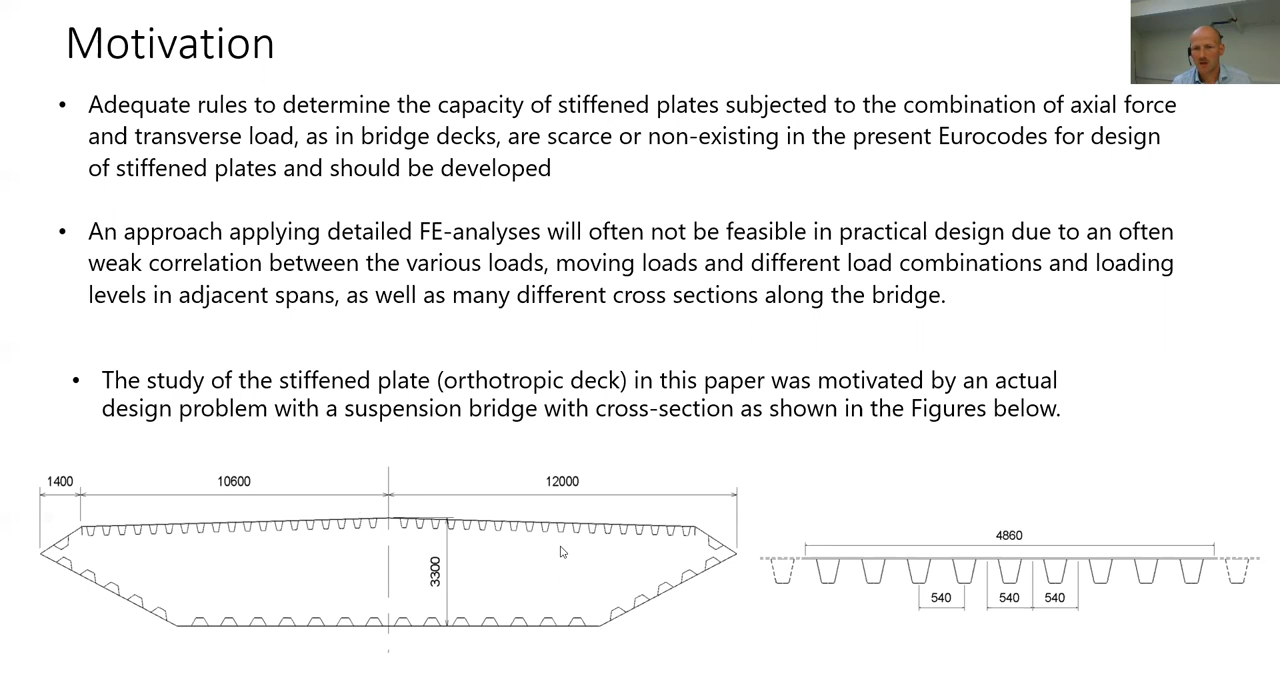 Motivation
• Adequate rules to determine the capacity of stiffened plates subjected to the combination of axial force
and transverse load, as in bridge decks, are scarce or non-existing in the present Eurocodes for design
of stiffened plates and should be developed
• An approach applying detailed FE-analyses will often not be feasible in practical design due to an often
weak correlation between the various loads, moving loads and different load combinations and loading
levels in adjacent spans, as well as many different cross sections along the bridge.
• The study of the stiffened plate (orthotropic deck) in this paper was motivated by an actual
design problem with a suspension bridge with cross-section as shown in the Figures below.
1400 10600 12000
3300
4860
540 540 540